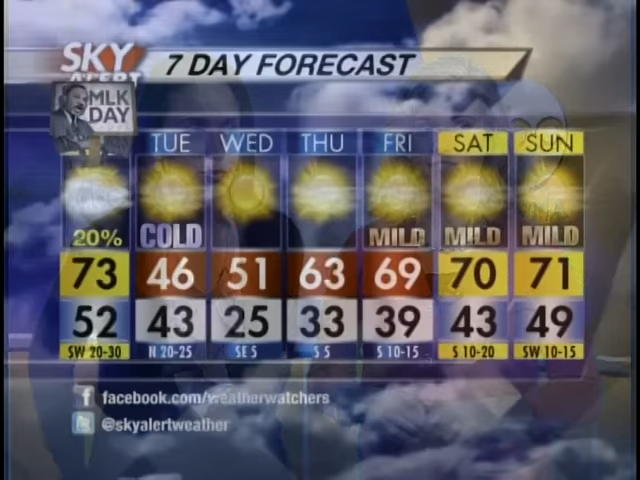 SKY ALERT
7 DAY FORECAST
MLK DAY
TUE WED THU FRI SAT SUN
20% COLD MILD MILD MILD
73 46 51 63 69 70 71
52 43 25 33 39 43 49
SW 20-30 N 20-25 SE 5 S 5 S 10-15 S 10-20 SW 10-15
facebook.com/weatherwatchers
@skyalertweather